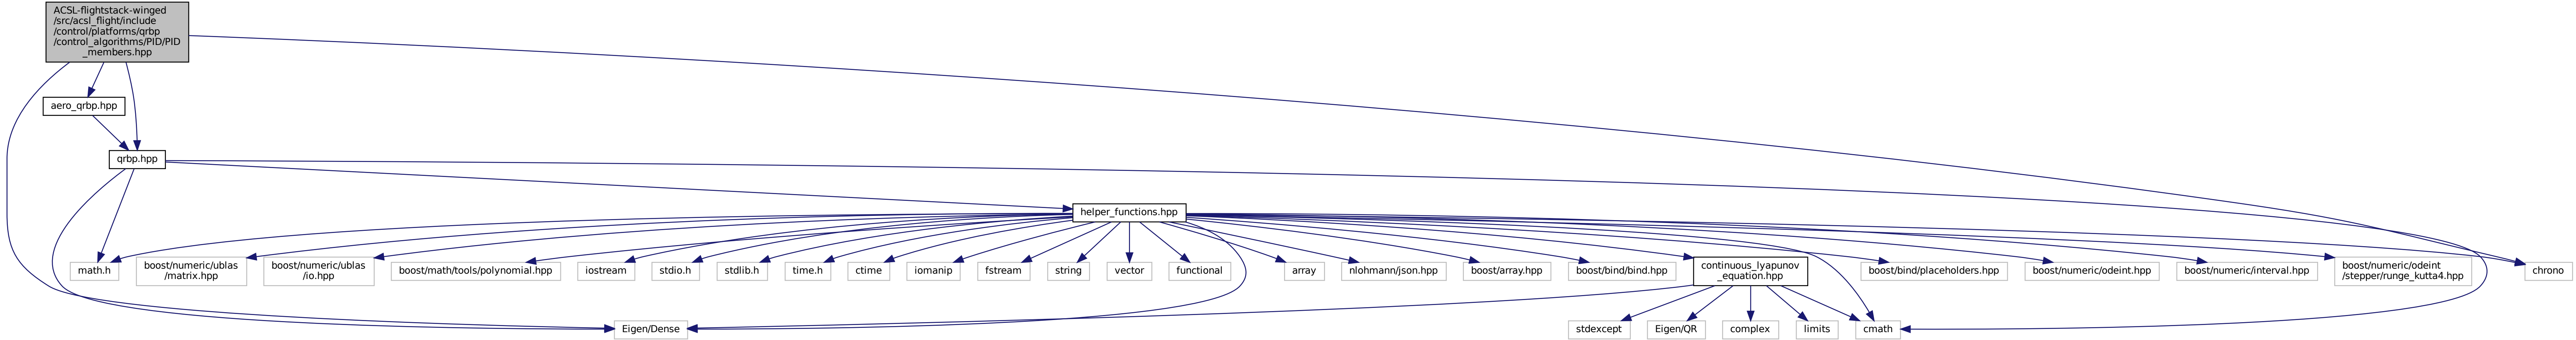 ACSL-flightstack-winged
/src/acsl_flight/include
/control/platforms/qrbp
/control_algorithms/PID/PID
_members.hpp
aero_qrbp.hpp
qrbp.hpp
helper_functions.hpp
math.h
boost/numeric/ublas
/matrix.hpp
boost/numeric/ublas
/io.hpp
boost/math/tools/polynomial.hpp
iostream
stdio.h
stdlib.h
time.h
ctime
iomanip
fstream
string
vector
functional
array
nlohmann/json.hpp
boost/array.hpp
boost/bind/bind.hpp
continuous_lyapunov
_equation.hpp
boost/bind/placeholders.hpp
boost/numeric/odeint.hpp
boost/numeric/interval.hpp
boost/numeric/odeint
/stepper/runge_kutta4.hpp
chrono
Eigen/Dense
stdexcept
Eigen/QR
complex
limits
cmath